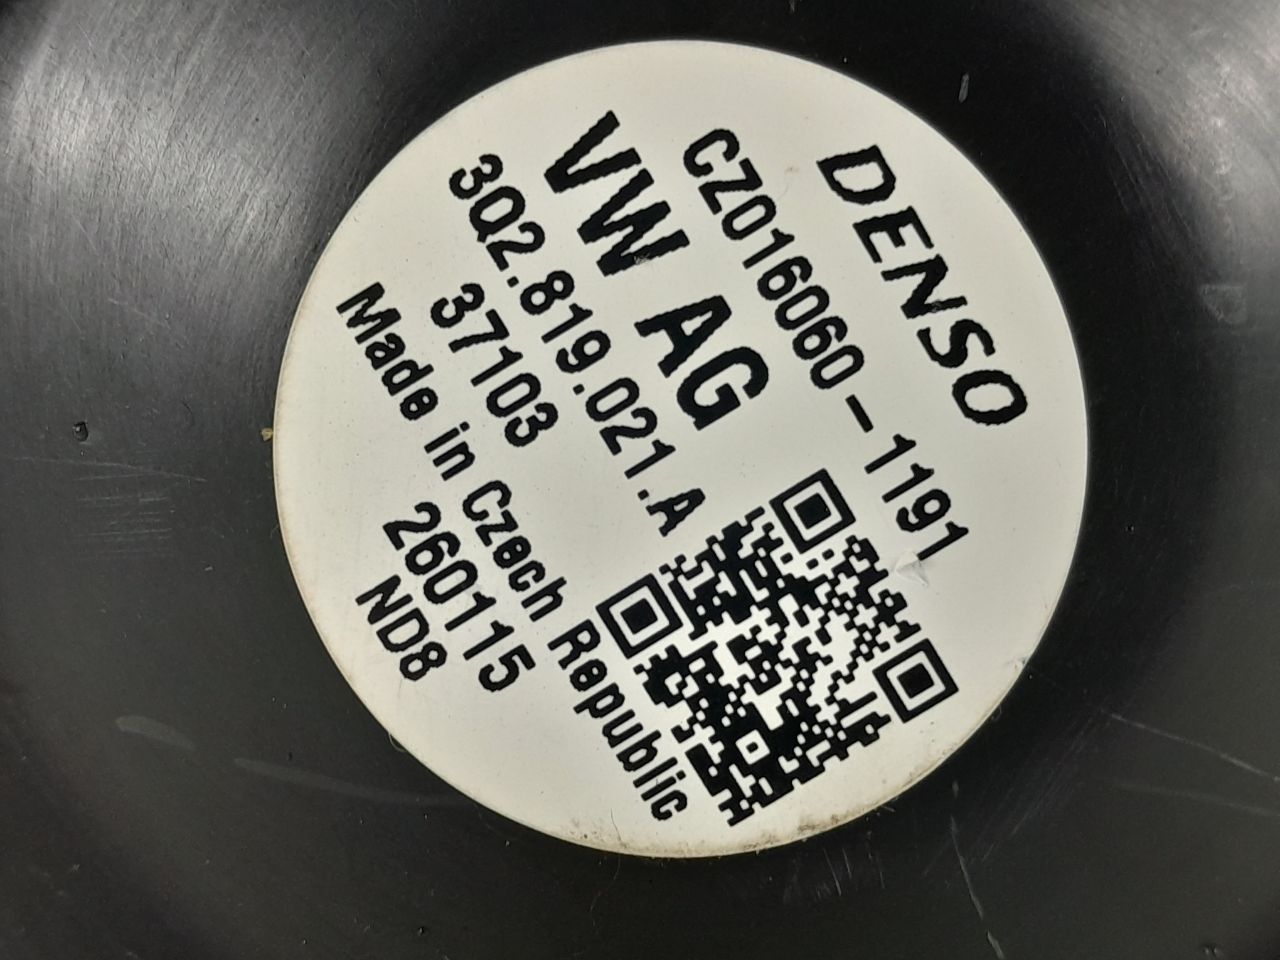 DENSO
CZ016060-1191
VW AG
3Q2.819.021.A
37103
Made in Czech Republic
260115
ND8